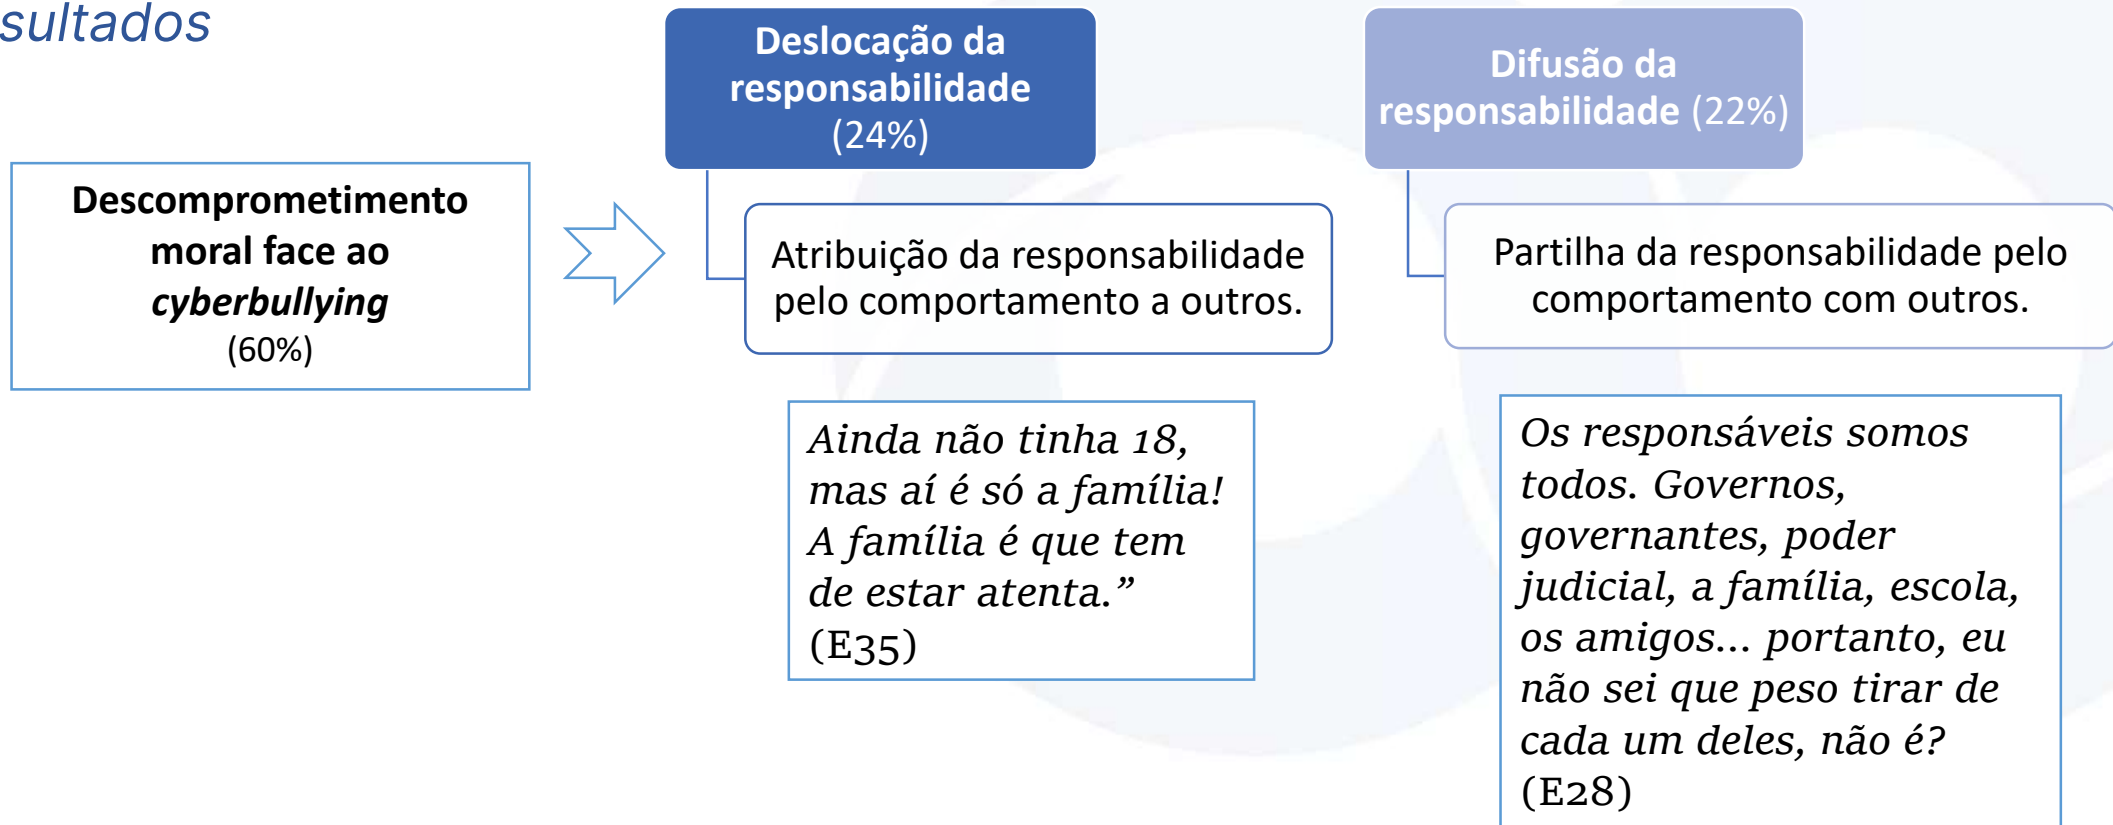 sultados
Descomprometimento
moral face ao
cyberbullying
(60%)
Deslocação da
responsabilidade
(24%)
Atribuição da responsabilidade
pelo comportamento a outros.
Ainda não tinha 18,
mas aí é só a família!
A família é que tem
de estar atenta.”
(E35)
Difusão da
responsabilidade (22%)
Partilha da responsabilidade pelo
comportamento com outros.
Os responsáveis somos
todos. Governos,
governantes, poder
judicial, a família, escola,
os amigos... portanto, eu
não sei que peso tirar de
cada um deles, não é?
(E28)